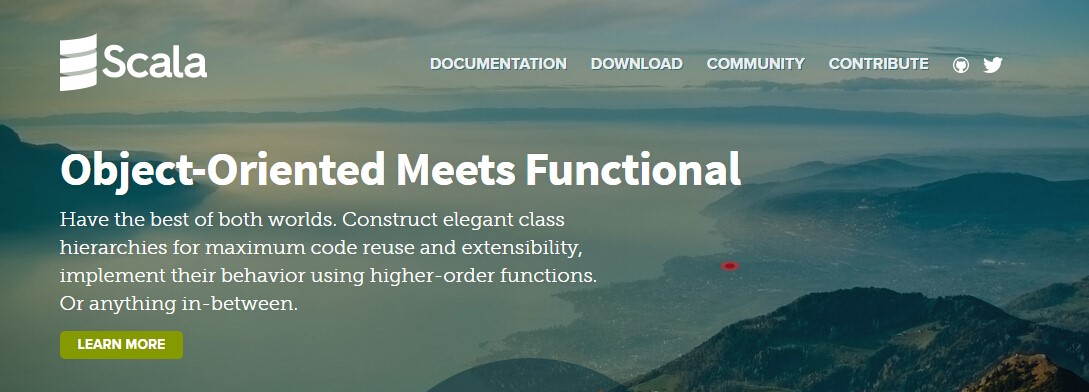 Scala
DOCUMENTATION DOWNLOAD COMMUNITY CONTRIBUTE
Object-Oriented Meets Functional
Have the best of both worlds. Construct elegant class
hierarchies for maximum code reuse and extensibility,
implement their behavior using higher-order functions.
Or anything in-between.
LEARN MORE